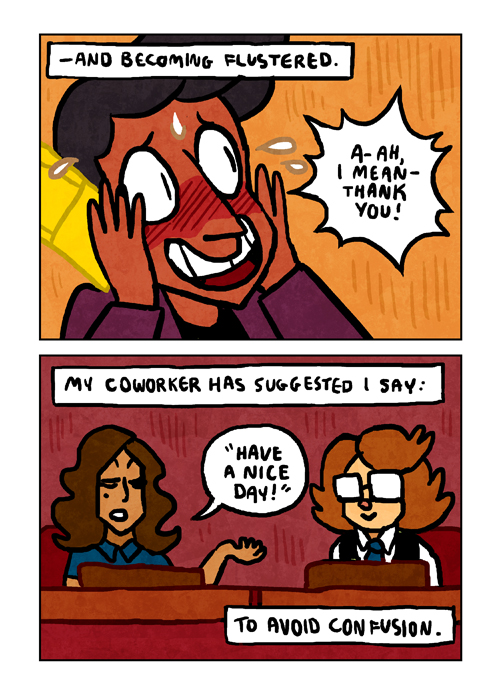 —AND BECOMING FLUSTERED.
A-AH,
I MEAN-
THANK
YOU!
MY COWORKER HAS SUGGESTED I SAY:
"HAVE
A NICE
DAY!"
TO AVOID CONFUSION.